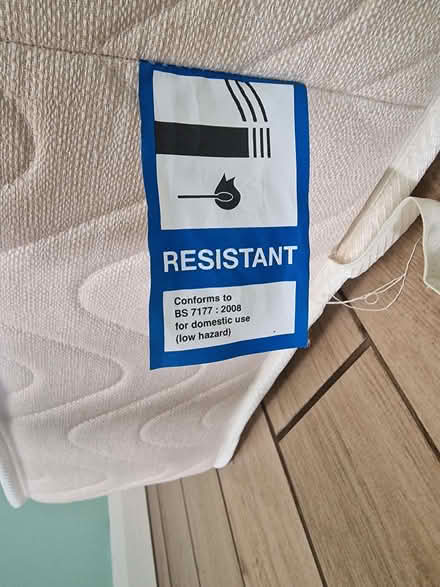 RESISTANT
Conforms to
BS 7177 : 2008
for domestic use
(low hazard)